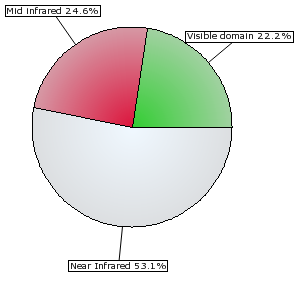 Mid infrared 24.6%
Visible domain 22.2%
Near Infrared 53.1%